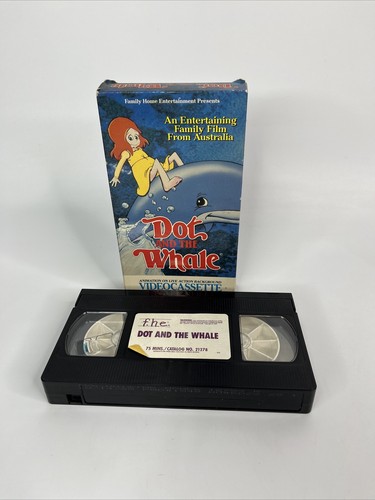 Family Home Entertainment Presents
An Entertaining
Family Film
From Australia
Dot
AND THE
Whale
ANIMATION ON LIVE ACTION BACKGROUND
VIDEOCASSETTE
f.h.e.
DOT AND THE WHALE
75 MINS./CATALOG NO. 21276